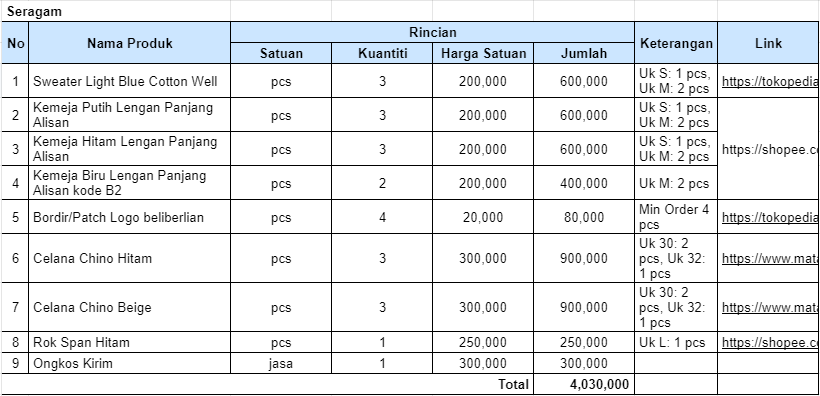 Seragam
No Nama Produk Rincian Keterangan Link
Satuan Kuantiti Harga Satuan Jumlah
1 Sweater Light Blue Cotton Well pcs 3 200,000 600,000 Uk S: 1 pcs, Uk M: 2 pcs https://tokopedia
2 Kemeja Putih Lengan Panjang Alisan pcs 3 200,000 600,000 Uk S: 1 pcs, Uk M: 2 pcs
3 Kemeja Hitam Lengan Panjang Alisan pcs 3 200,000 600,000 Uk S: 1 pcs, Uk M: 2 pcs https://shopee.c
4 Kemeja Biru Lengan Panjang Alisan kode B2 pcs 2 200,000 400,000 Uk M: 2 pcs
5 Bordir/Patch Logo beliberlian pcs 4 20,000 80,000 Min Order 4 pcs https://tokopedia
6 Celana Chino Hitam pcs 3 300,000 900,000 Uk 30: 2 pcs, Uk 32: 1 pcs https://www.mata
7 Celana Chino Beige pcs 3 300,000 900,000 Uk 30: 2 pcs, Uk 32: 1 pcs https://www.mata
8 Rok Span Hitam pcs 1 250,000 250,000 Uk L: 1 pcs https://shopee.c
9 Ongkos Kirim jasa 1 300,000 300,000
Total 4,030,000